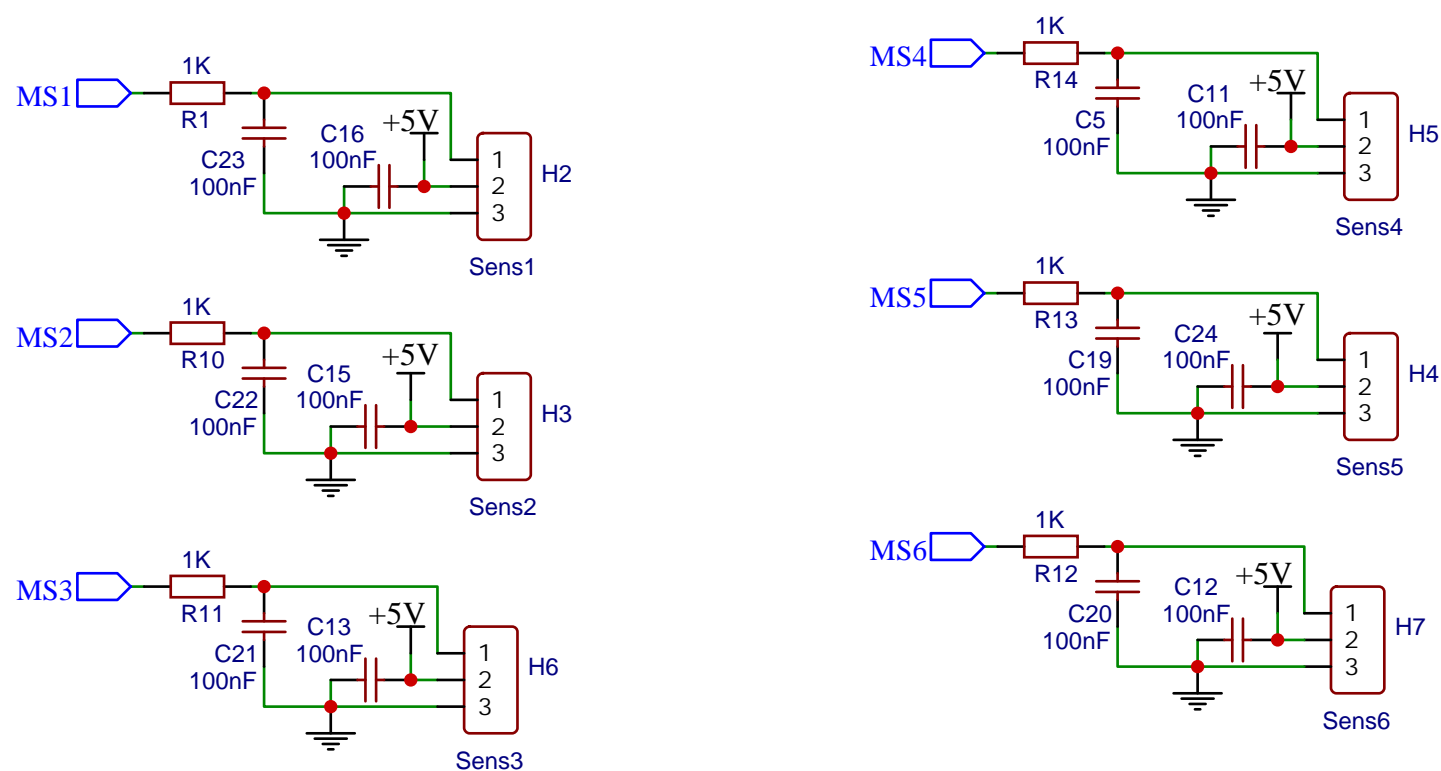 1K
MS1
R1
C23
100nF
C16
100nF
+5V
1
2
3
H2
Sens1
1K
MS2
R10
C22
100nF
C15
100nF
+5V
1
2
3
H3
Sens2
1K
MS3
R11
C21
100nF
C13
100nF
+5V
1
2
3
H6
Sens3
1K
MS4
R14
C5
100nF
C11
100nF
+5V
1
2
3
H5
Sens4
1K
MS5
R13
C19
100nF
C24
100nF
+5V
1
2
3
H4
Sens5
1K
MS6
R12
C20
100nF
C12
100nF
+5V
1
2
3
H7
Sens6